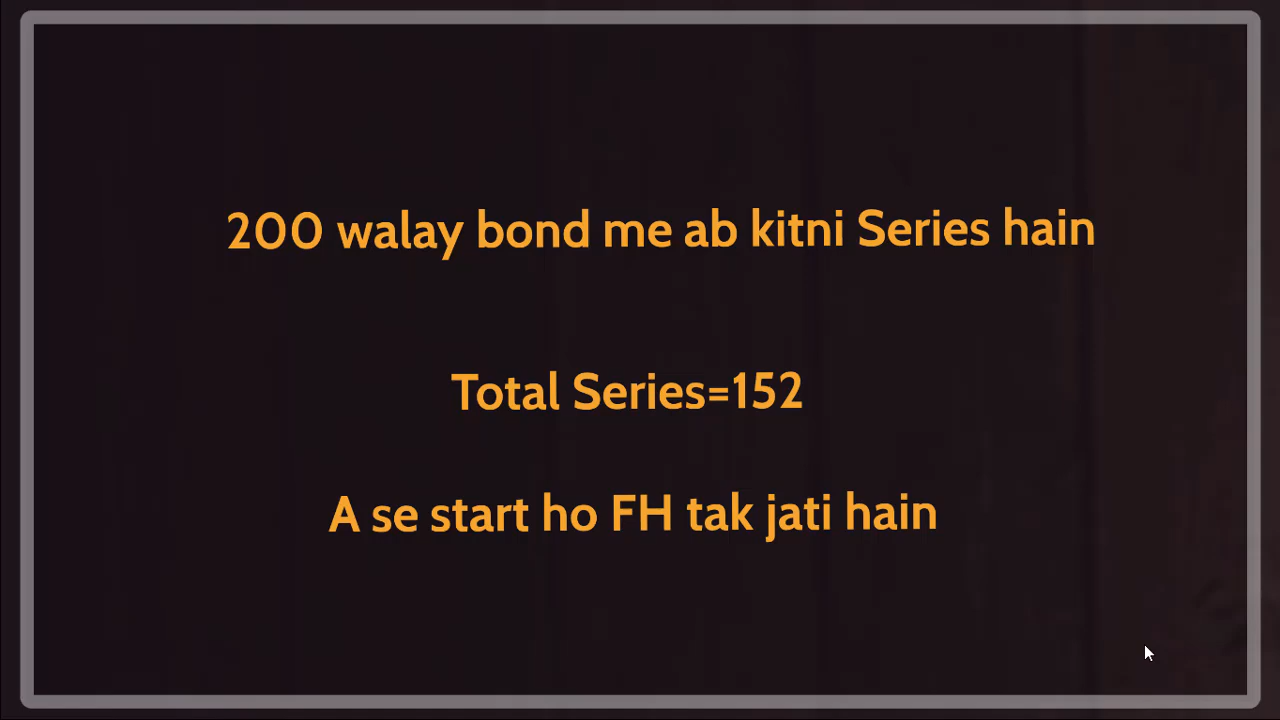 200 walay bond me ab kitni Series hain
Total Series=152
A se start ho FH tak jati hain